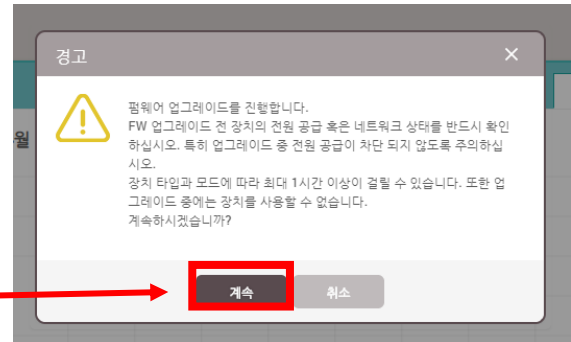 경고
월
펌웨어 업그레이드를 진행합니다.
FW 업그레이드 전 장치의 전원 공급 혹은 네트워크 상태를 반드시 확인
하십시오. 특히 업그레이드 중 전원 공급이 차단 되지 않도록 주의하십
시오.
장치 타입과 모드에 따라 최대 1시간 이상이 걸릴 수 있습니다. 또한 업
그레이드 중에는 장치를 사용할 수 없습니다.
계속하시겠습니까?
계속 취소